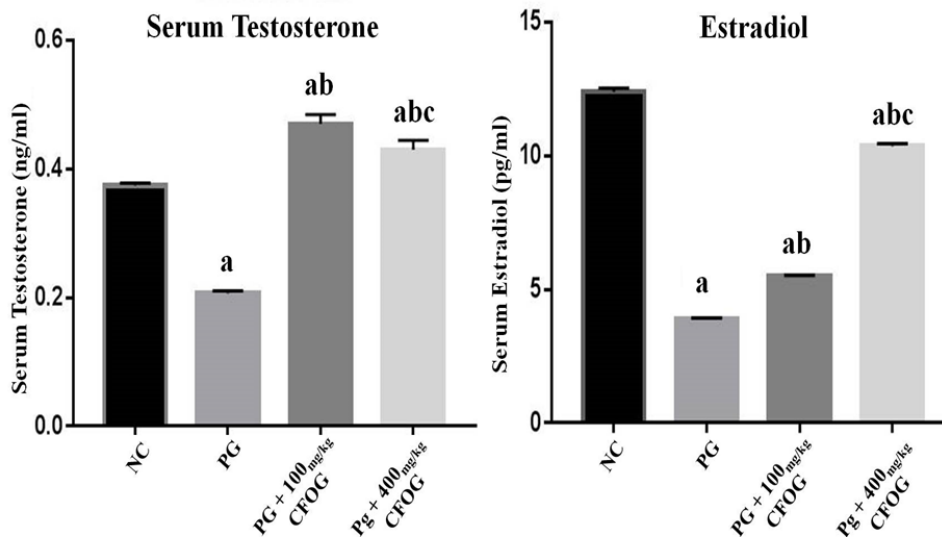 Serum Testosterone
Serum Testosterone (ng/ml)
0.6
0.4
0.2
0.0
a
ab
abc
NC
PG
PG + 100mg/kg
CFOG
Pg + 400mg/kg
CFOG
Estradiol
Serum Estradiol (pg/ml)
15
10
5
0
a
ab
abc
NC
PG
PG + 100mg/kg
CFOG
Pg + 400mg/kg
CFOG